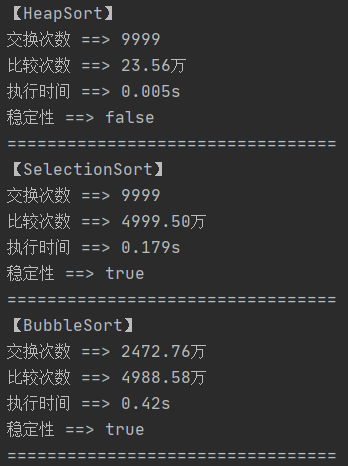 【HeapSort】
交换次数 ==> 9999
比较次数 ==> 23.56万
执行时间 ==> 0.005s
稳定性 ==> false
=================================
【SelectionSort】
交换次数 ==> 9999
比较次数 ==> 4999.50万
执行时间 ==> 0.179s
稳定性 ==> true
=================================
【BubbleSort】
交换次数 ==> 2472.76万
比较次数 ==> 4988.58万
执行时间 ==> 0.42s
稳定性 ==> true
=================================